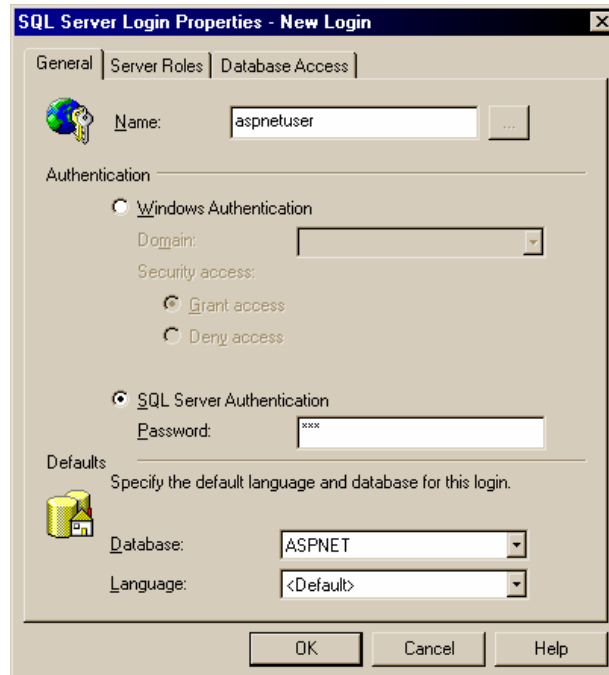 SQL Server Login Properties - New Login
General Server Roles Database Access
Name: aspnetuser ...
Authentication
Windows Authentication
Domain:
Security access:
Grant access
Deny access
SQL Server Authentication
Password: ***
Defaults
Specify the default language and database for this login.
Database: ASPNET
Language: <Default>
OK Cancel Help